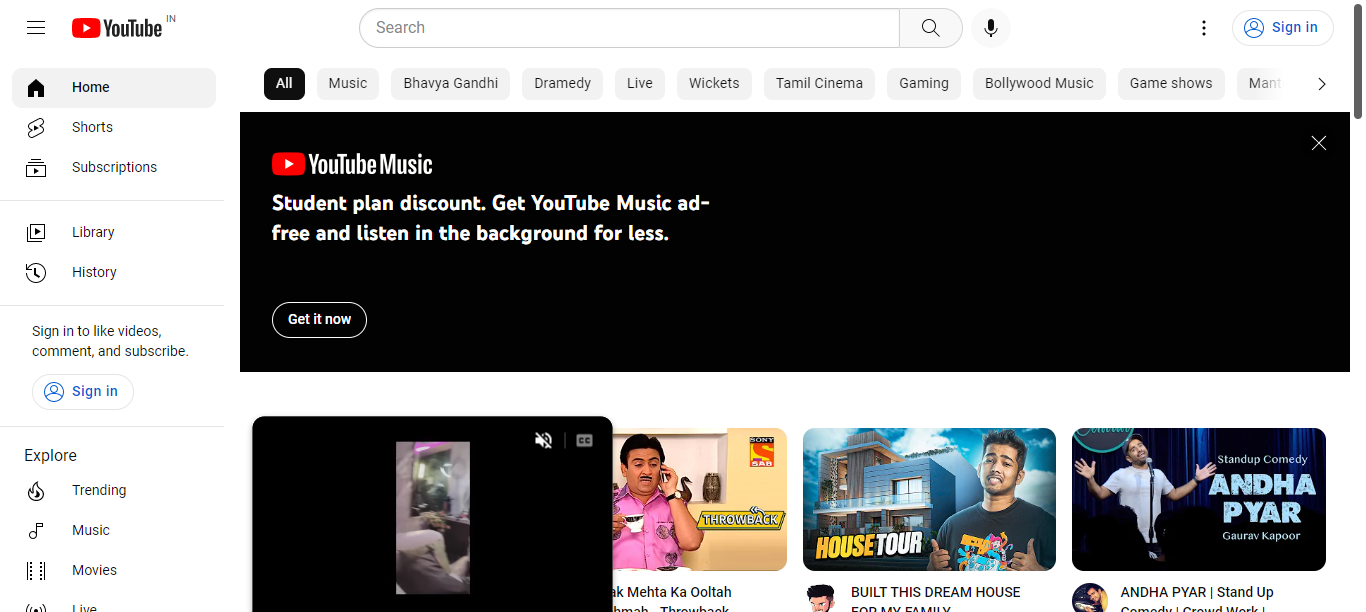 YouTube IN
Search
Sign in
Home
Shorts
Subscriptions
Library
History
Sign in to like videos,
comment, and subscribe.
Sign in
Explore
Trending
Music
Movies
Live
All
Music
Bhavya Gandhi
Dramedy
Live
Wickets
Tamil Cinema
Gaming
Bollywood Music
Game shows
YouTube Music
Student plan discount. Get YouTube Music ad-
free and listen in the background for less.
Get it now
CC
SONY
SAB
THROWBACK
ak Mehta Ka Ooltah
hmah - Throwback
HOUSE TOUR
BUILT THIS DREAM HOUSE
FOR MY FAMILY
Standup Comedy
ANDHA
PYAR
Gaurav Kapoor
ANDHA PYAR | Stand Up
Comedy | Crowd Work |